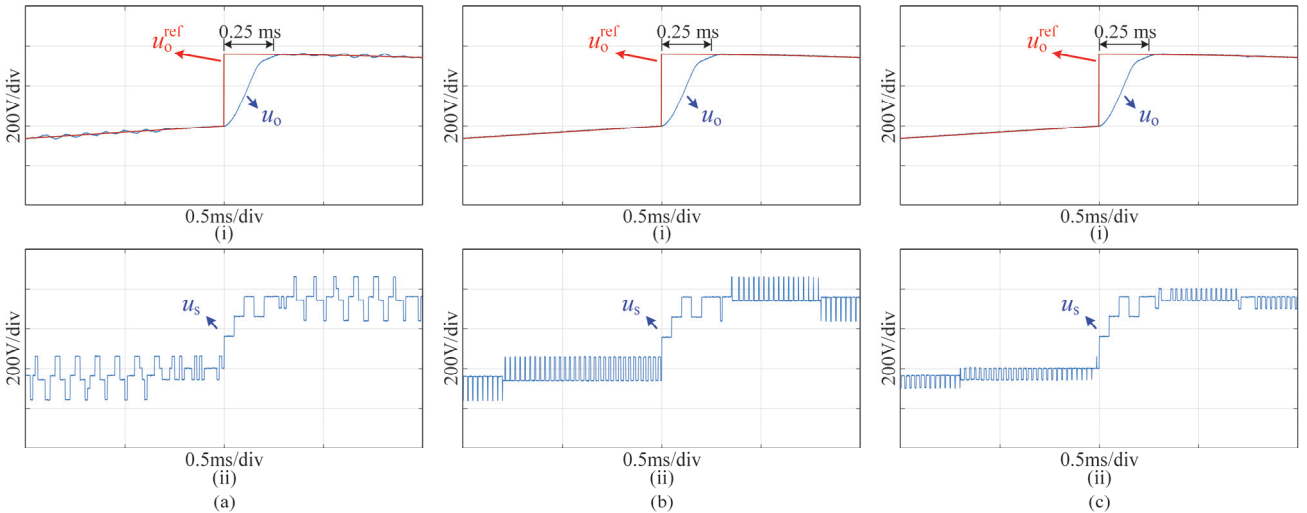 0.25 ms
u_o^ref
u_o
200V/div
0.5ms/div
(i)
u_s
200V/div
0.5ms/div
(ii)
(a)
0.25 ms
u_o^ref
u_o
200V/div
0.5ms/div
(i)
u_s
200V/div
0.5ms/div
(ii)
(b)
0.25 ms
u_o^ref
u_o
200V/div
0.5ms/div
(i)
u_s
200V/div
0.5ms/div
(ii)
(c)